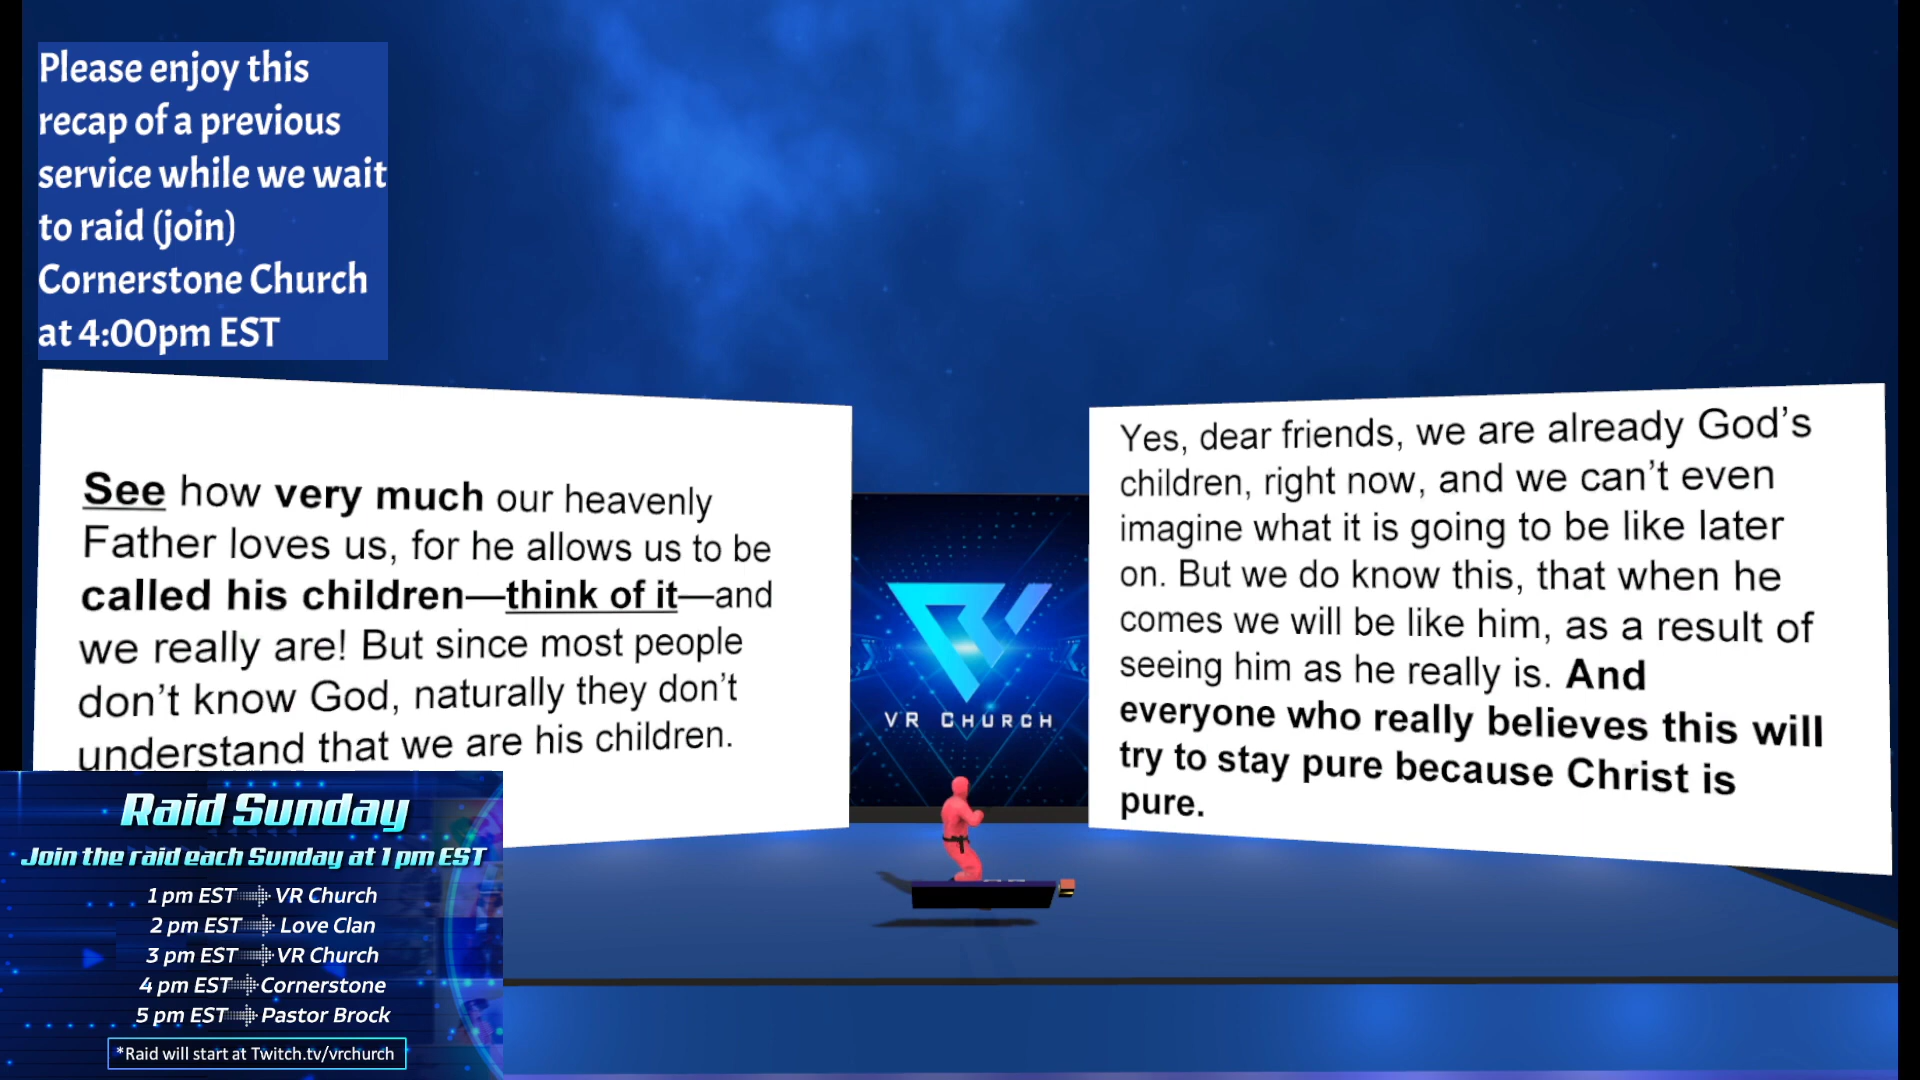 Please enjoy this
recap of a previous
service while we wait
to raid (join)
Cornerstone Church
at 4:00pm EST
See how very much our heavenly
Father loves us, for he allows us to be
called his children—think of it—and
we really are! But since most people
don't know God, naturally they don't
understand that we are his children.
VR CHURCH
Yes, dear friends, we are already God's
children, right now, and we can't even
imagine what it is going to be like later
on. But we do know this, that when he
comes we will be like him, as a result of
seeing him as he really is. And
everyone who really believes this will
try to stay pure because Christ is
pure.
Raid Sunday
Join the raid each Sunday at 1 pm EST
1 pm EST VR Church
2 pm EST Love Clan
3 pm EST VR Church
4 pm EST Cornerstone
5 pm EST Pastor Brock
*Raid will start at Twitch.tv/vrchurch